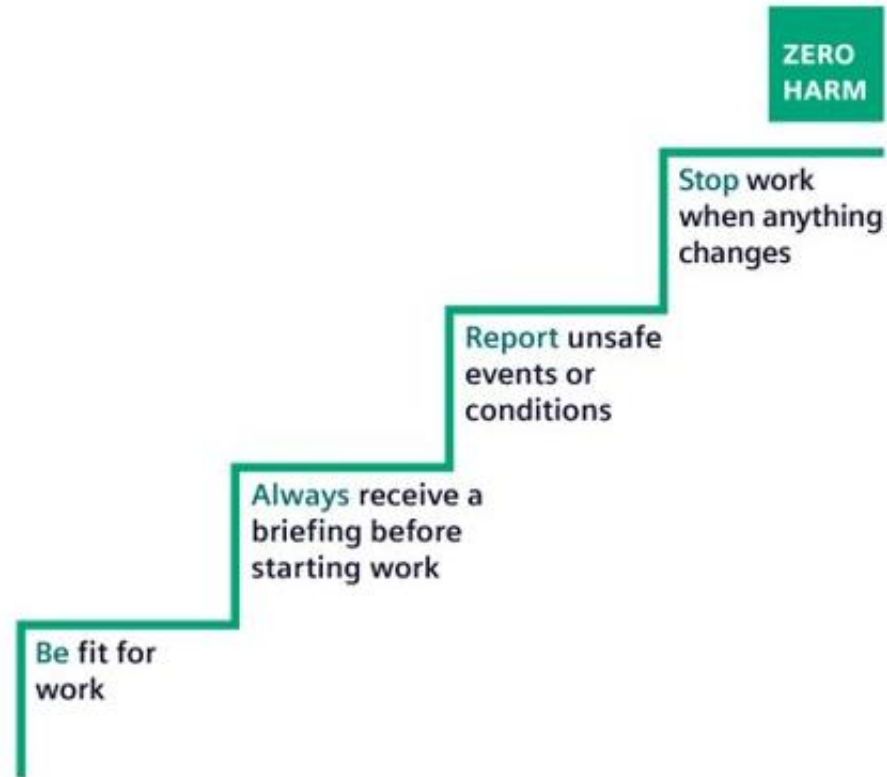 ZERO
HARM
Stop work
when anything
changes
Report unsafe
events or
conditions
Always receive a
briefing before
starting work
Be fit for
work